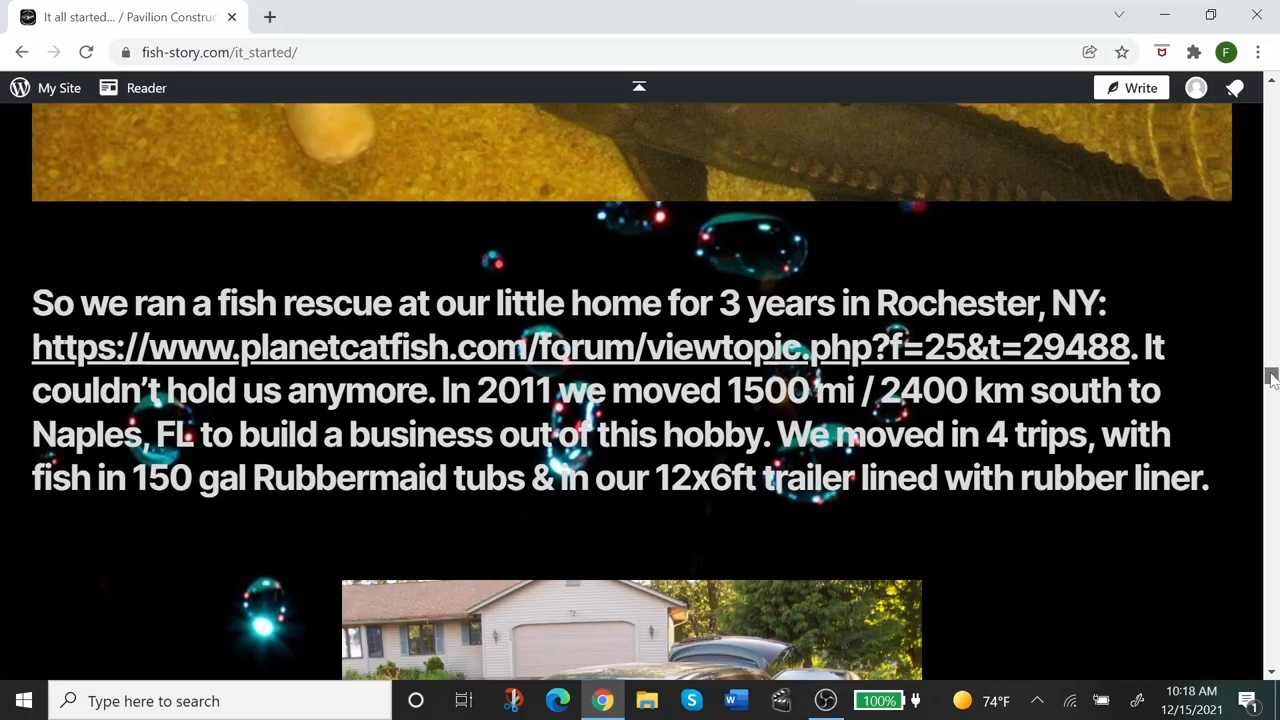 It all started... / Pavilion Construc
fish-story.com/it_started/
F
My Site
Reader
Write
So we ran a fish rescue at our little home for 3 years in Rochester, NY:
https://www.planetcatfish.com/forum/viewtopic.php?f=25&t=29488. It
couldn’t hold us anymore. In 2011 we moved 1500 mi / 2400 km south to
Naples, FL to build a business out of this hobby. We moved in 4 trips, with
fish in 150 gal Rubbermaid tubs & in our 12x6ft trailer lined with rubber liner.
Type here to search
100%
74°F
10:18 AM
12/15/2021
1